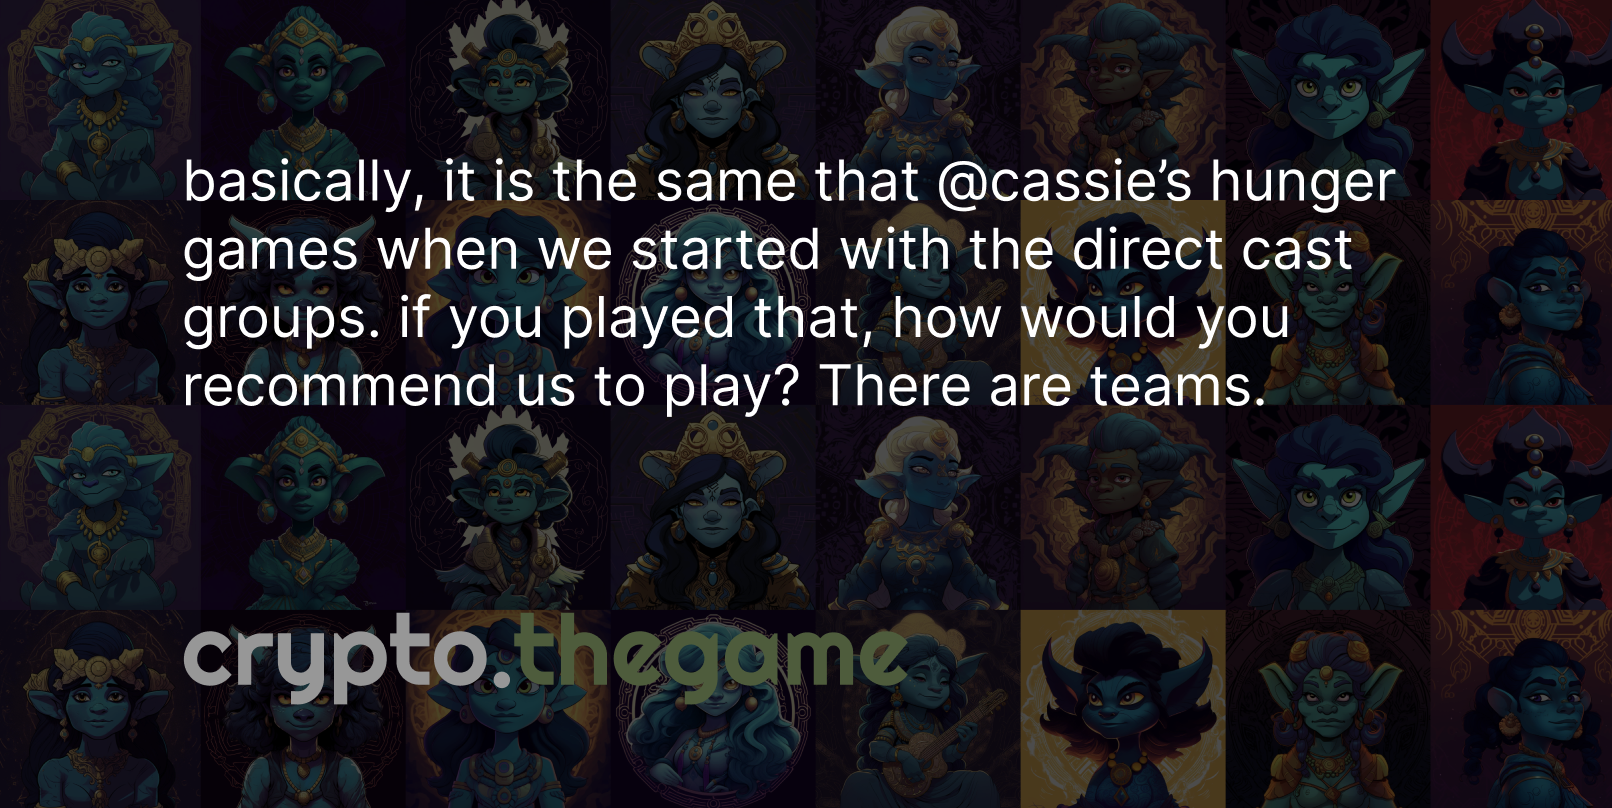 basically, it is the same that @cassie’s hunger
games when we started with the direct cast
groups. if you played that, how would you
recommend us to play? There are teams.
crypto.thegame